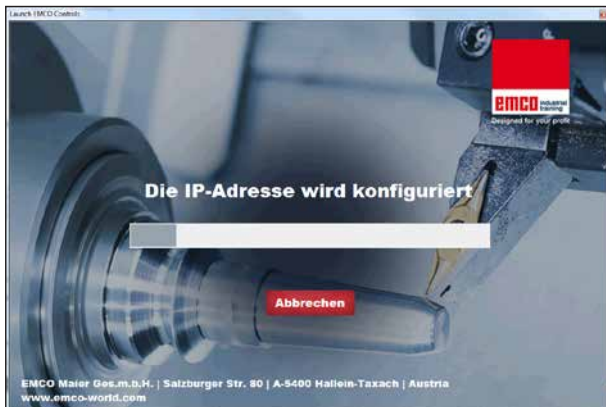 Launch EMCO Controls
emco industrial
training
Designed for your profit
Die IP-Adresse wird konfiguriert
Abbrechen
EMCO Maier Ges.m.b.H. | Salzburger Str. 80 | A-5400 Hallein-Taxach | Austria
www.emco-world.com